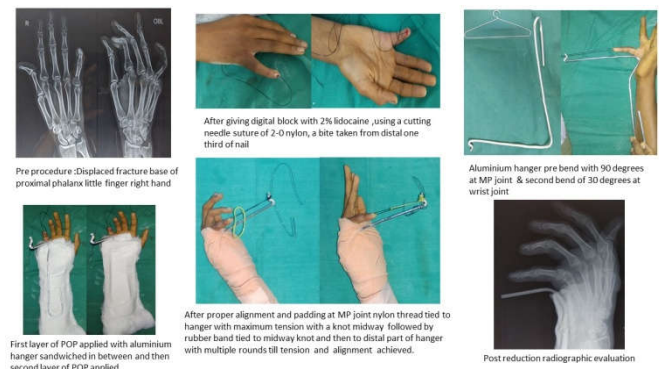 R
OBL
Pre procedure :Displaced fracture base of
proximal phalanx little finger right hand
After giving digital block with 2% lidocaine ,using a cutting
needle suture of 2-0 nylon, a bite taken from distal one
third of nail
Aluminium hanger pre bend with 90 degrees
at MP joint & second bend of 30 degrees at
wrist joint
First layer of POP applied with aluminium
hanger sandwiched in between and then
second layer of POP applied
After proper alignment and padding at MP joint nylon thread tied to
hanger with maximum tension with a knot midway followed by
rubber band tied to midway knot and then to distal part of hanger
with multiple rounds till tension and alignment achieved.
Post reduction radiographic evaluation